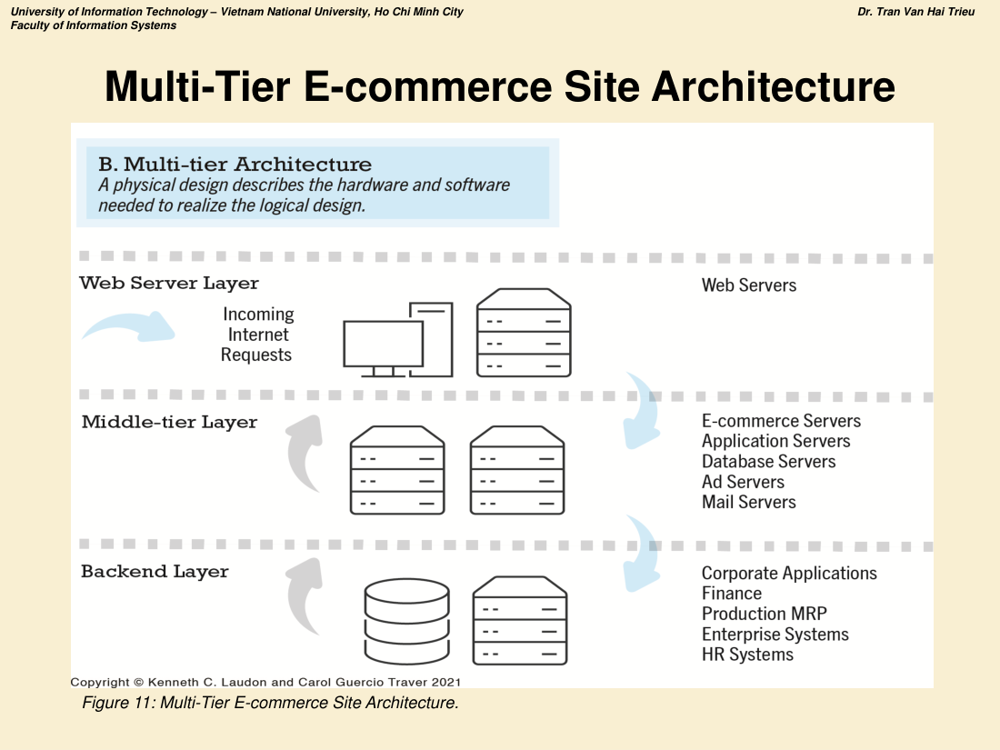 University of Information Technology – Vietnam National University, Ho Chi Minh City
Faculty of Information Systems
Dr. Tran Van Hai Trieu
Multi-Tier E-commerce Site Architecture
B. Multi-tier Architecture
A physical design describes the hardware and software
needed to realize the logical design.
Web Server Layer
Incoming
Internet
Requests
Web Servers
Middle-tier Layer
E-commerce Servers
Application Servers
Database Servers
Ad Servers
Mail Servers
Backend Layer
Corporate Applications
Finance
Production MRP
Enterprise Systems
HR Systems
Copyright © Kenneth C. Laudon and Carol Guercio Traver 2021
Figure 11: Multi-Tier E-commerce Site Architecture.